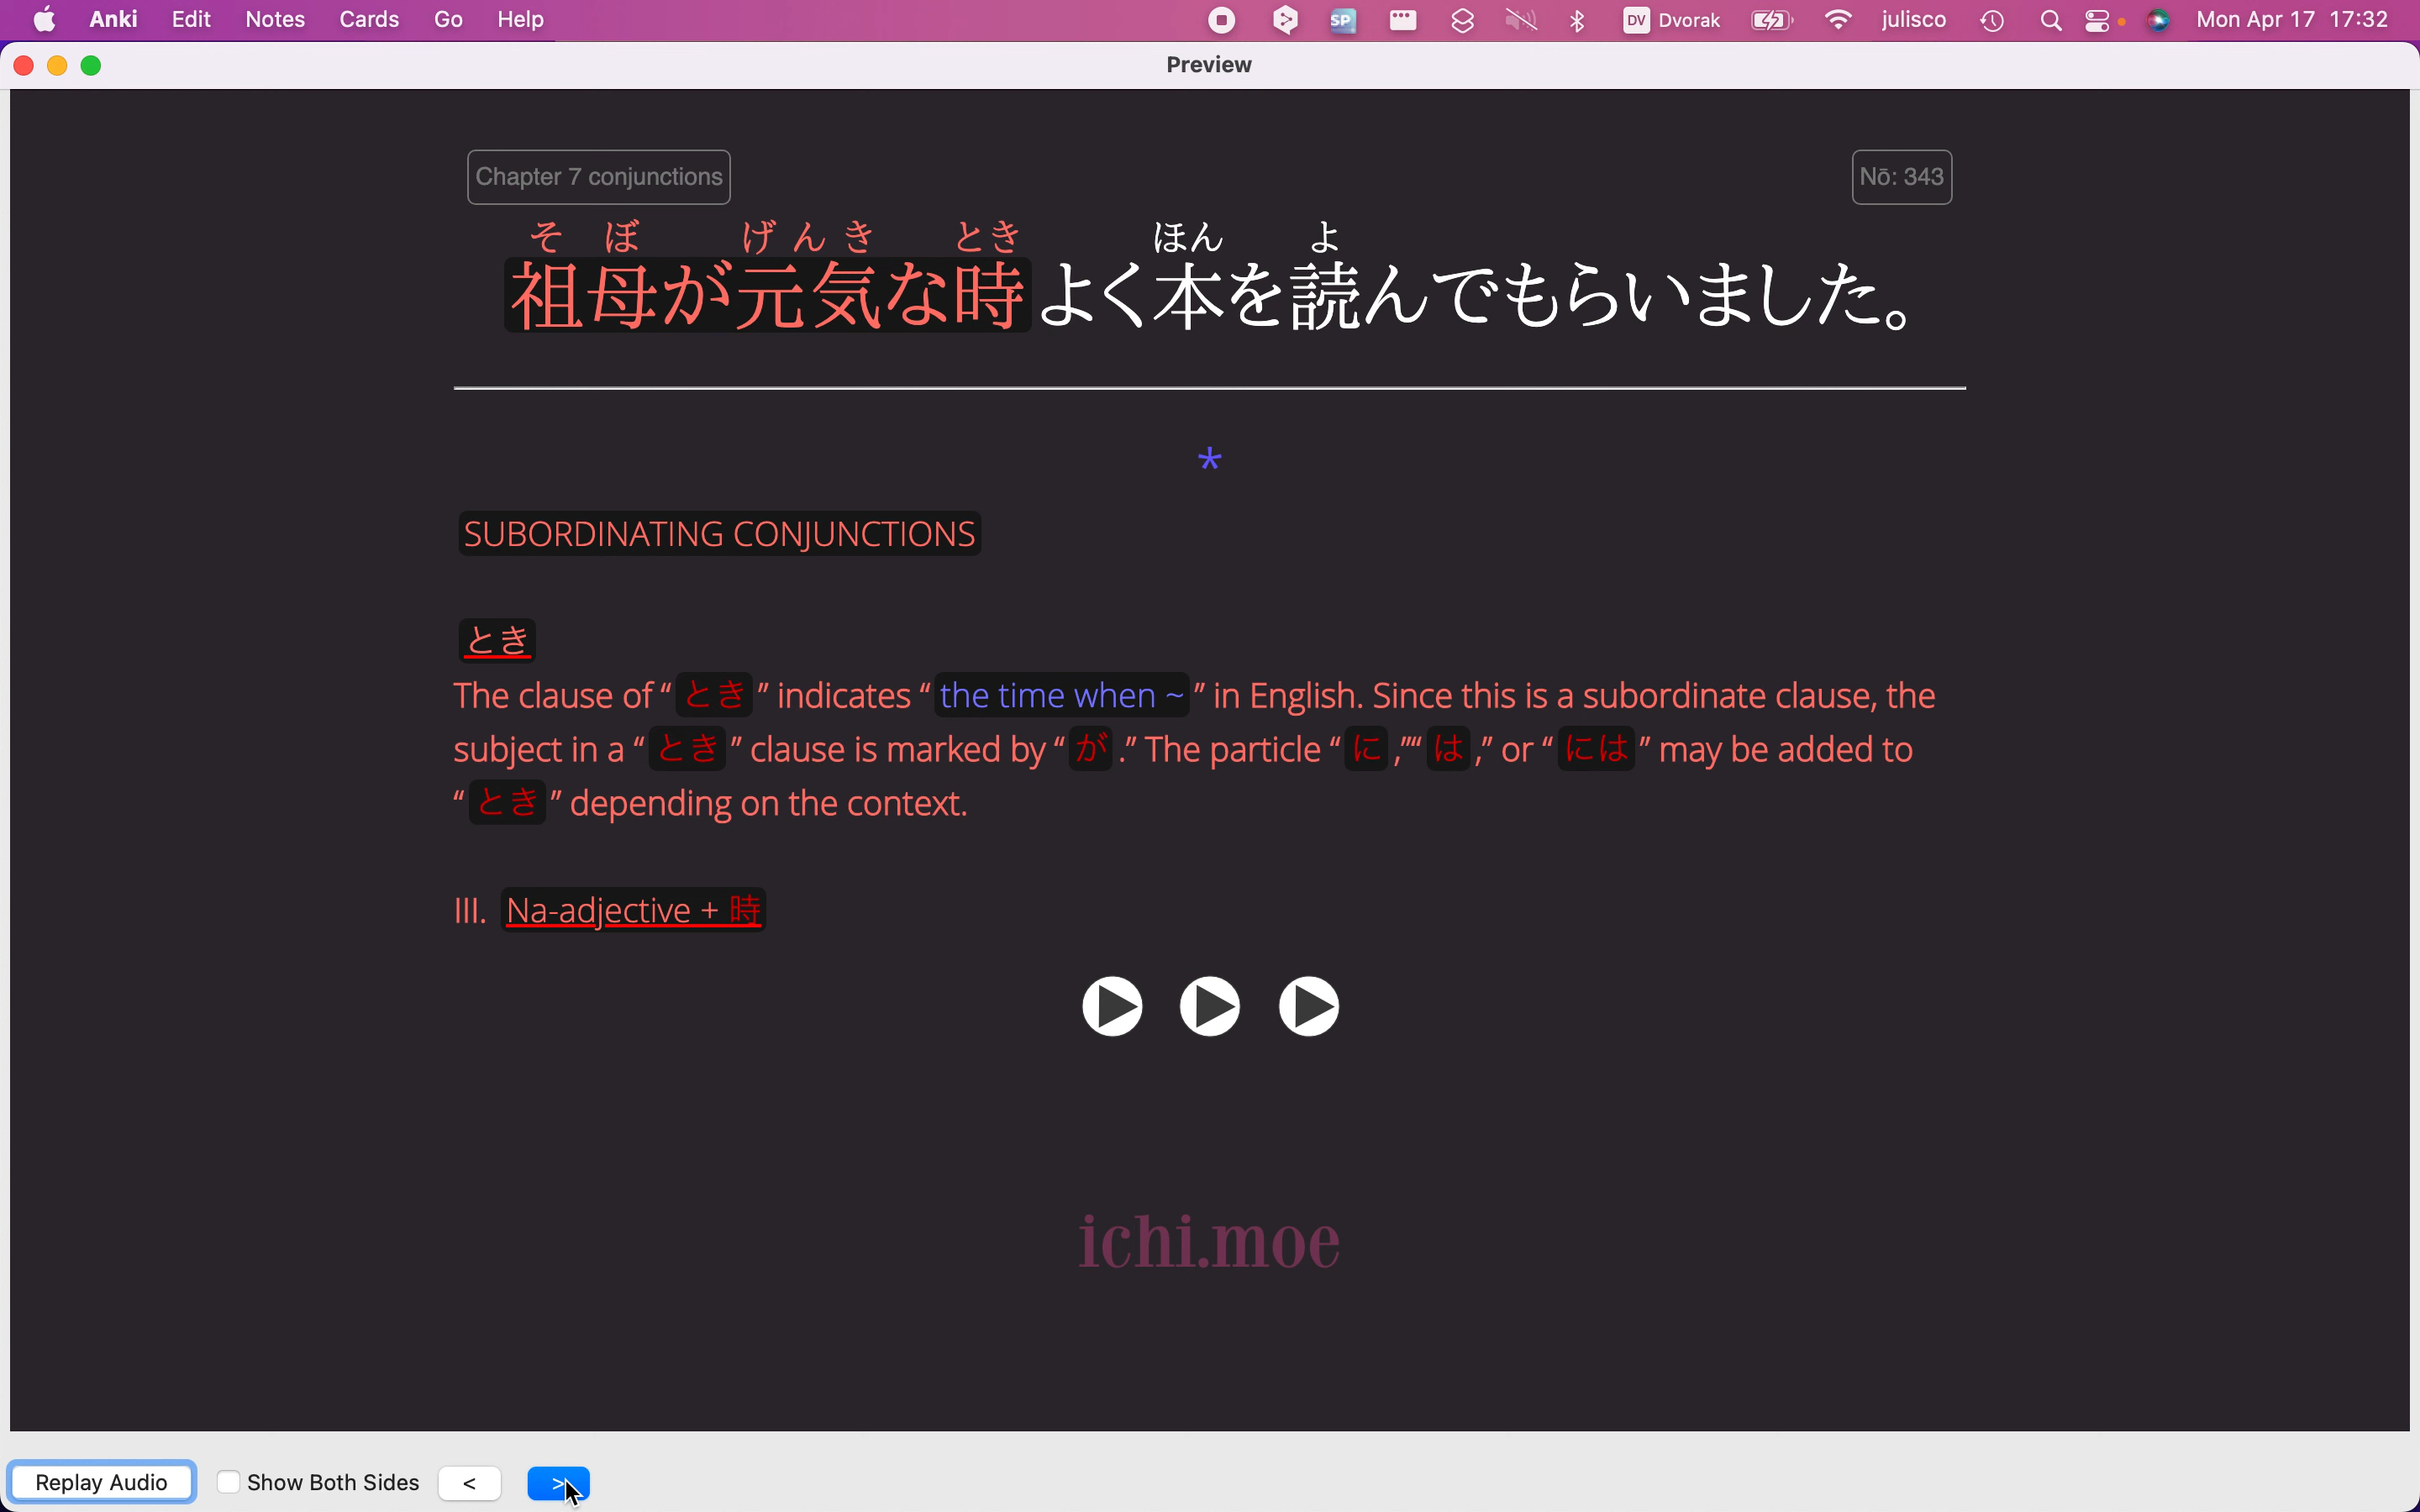 Anki Edit Notes Cards Go Help SP DV Dvorak julisco Mon Apr 17 17:32
Preview
Chapter 7 conjunctions Nō: 343
そ ぼ げんき とき ほん よ
祖母が元気な時よく本を読んでもらいました。
*
SUBORDINATING CONJUNCTIONS
とき
The clause of “とき” indicates “the time when ~” in English. Since this is a subordinate clause, the
subject in a “とき” clause is marked by “が.” The particle “に,”“は,” or “には” may be added to
“とき” depending on the context.
III. Na-adjective + 時
ichi.moe
Replay Audio Show Both Sides < >